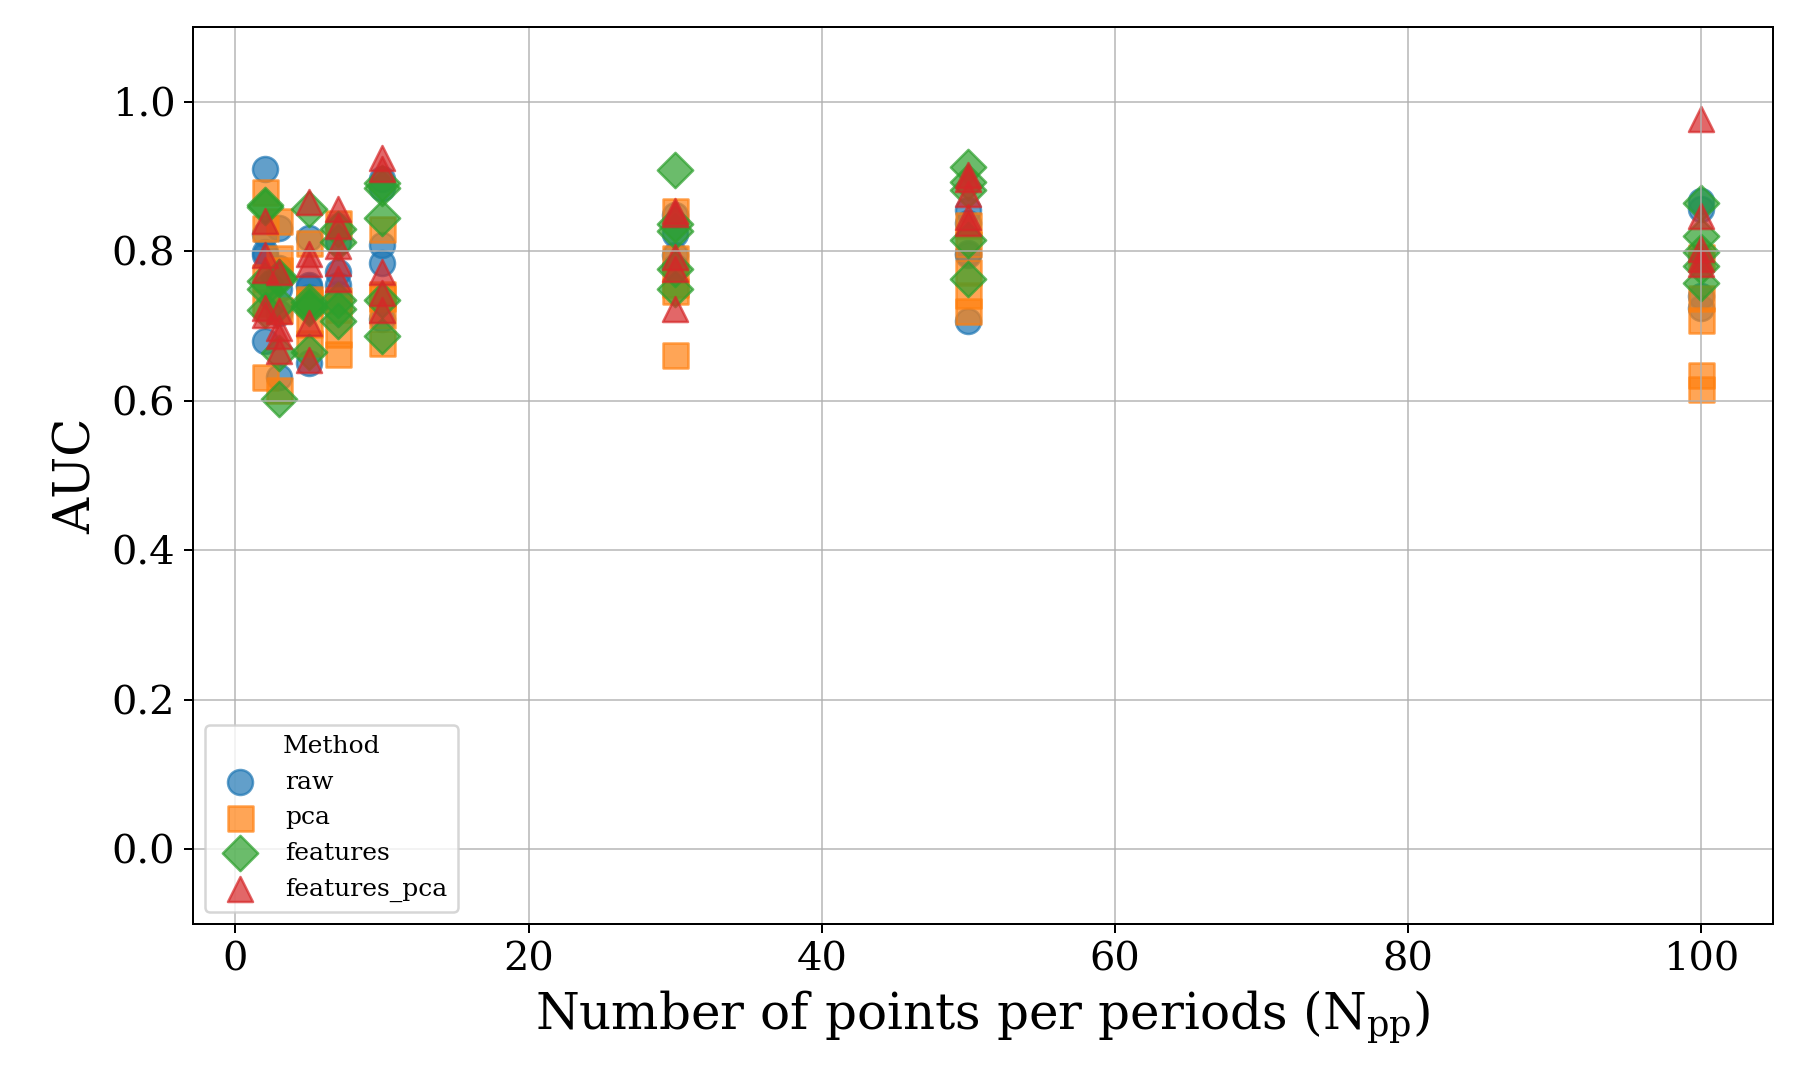 1.0
0.8
0.6
0.4
0.2
0.0
AUC
Method
raw
pca
features
features_pca
0 20 40 60 80 100
Number of points per periods (Npp)